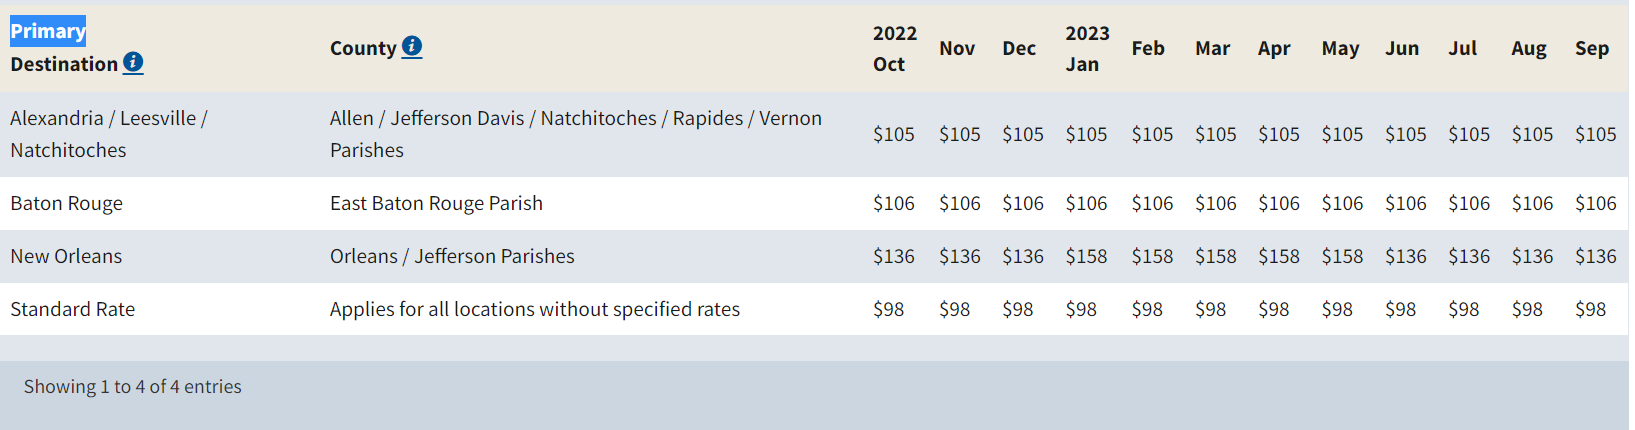 Primary Destination County 2022 Oct Nov Dec 2023 Jan Feb Mar Apr May Jun Jul Aug Sep
Alexandria / Leesville / Natchitoches Allen / Jefferson Davis / Natchitoches / Rapides / Vernon Parishes $105 $105 $105 $105 $105 $105 $105 $105 $105 $105 $105 $105
Baton Rouge East Baton Rouge Parish $106 $106 $106 $106 $106 $106 $106 $106 $106 $106 $106 $106
New Orleans Orleans / Jefferson Parishes $136 $136 $136 $158 $158 $158 $158 $158 $136 $136 $136 $136
Standard Rate Applies for all locations without specified rates $98 $98 $98 $98 $98 $98 $98 $98 $98 $98 $98 $98
Showing 1 to 4 of 4 entries